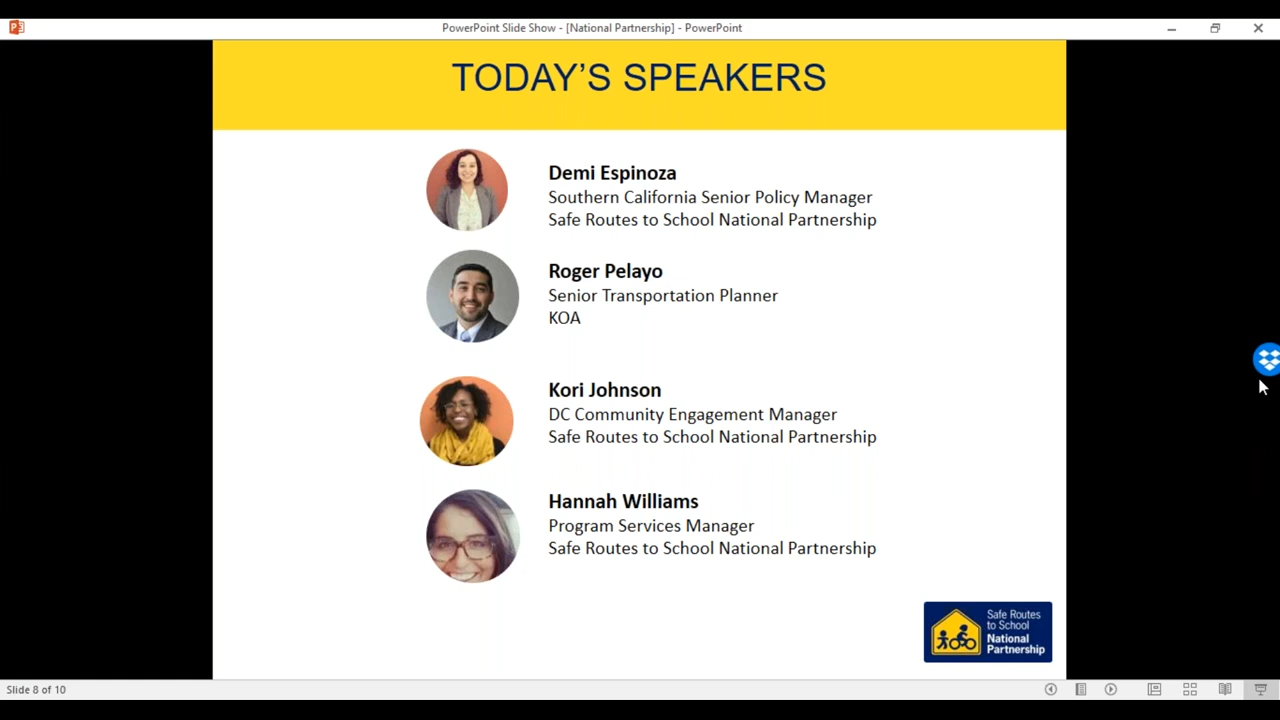 PowerPoint Slide Show - [National Partnership] - PowerPoint
TODAY’S SPEAKERS
Demi Espinoza
Southern California Senior Policy Manager
Safe Routes to School National Partnership
Roger Pelayo
Senior Transportation Planner
KOA
Kori Johnson
DC Community Engagement Manager
Safe Routes to School National Partnership
Hannah Williams
Program Services Manager
Safe Routes to School National Partnership
Safe Routes
to School
National
Partnership
Slide 8 of 10